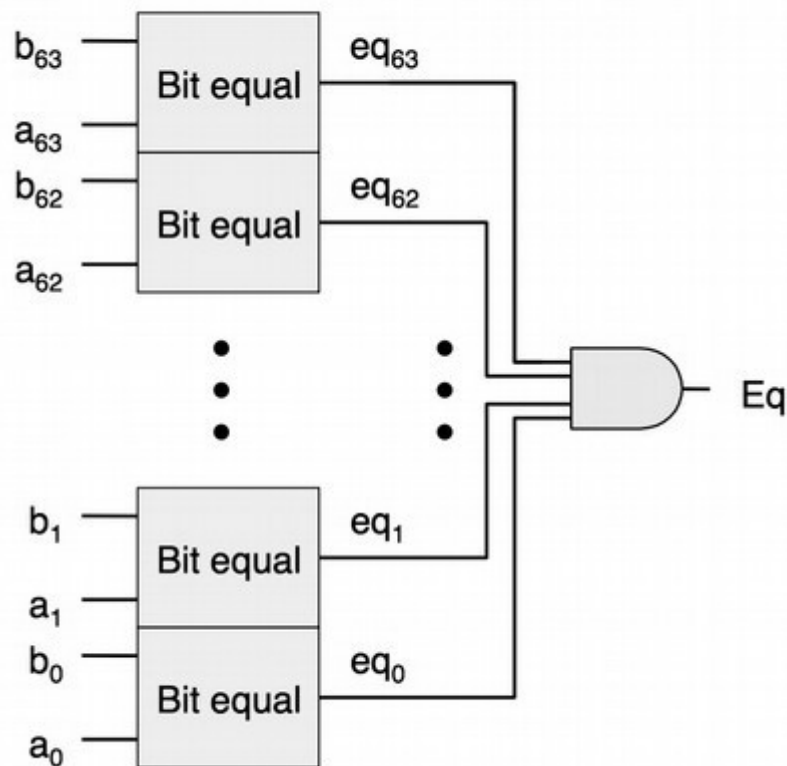 b₆₃ eq₆₃
Bit equal
a₆₃
b₆₂ eq₆₂
Bit equal
a₆₂
Eq
b₁ eq₁
Bit equal
a₁
b₀ eq₀
Bit equal
a₀